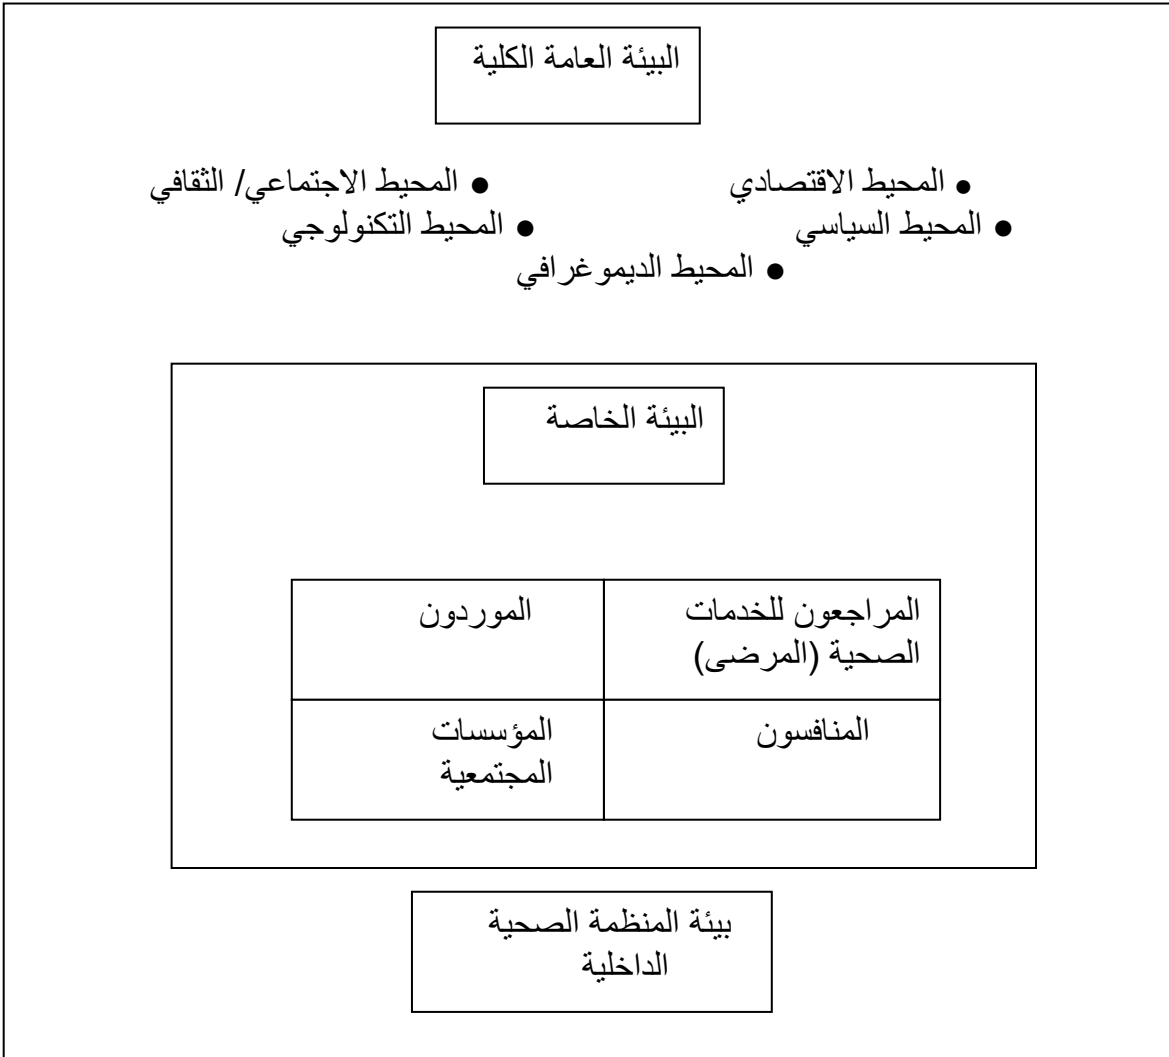 البيئة العامة الكلية
● المحيط الاقتصادي ● المحيط الاجتماعي/ الثقافي
● المحيط السياسي ● المحيط التكنولوجي
● المحيط الديموغرافي
البيئة الخاصة
المراجعون للخدمات
الصحية (المرضى)
الموردون
المنافسون
المؤسسات
المجتمعية
بيئة المنظمة الصحية
الداخلية